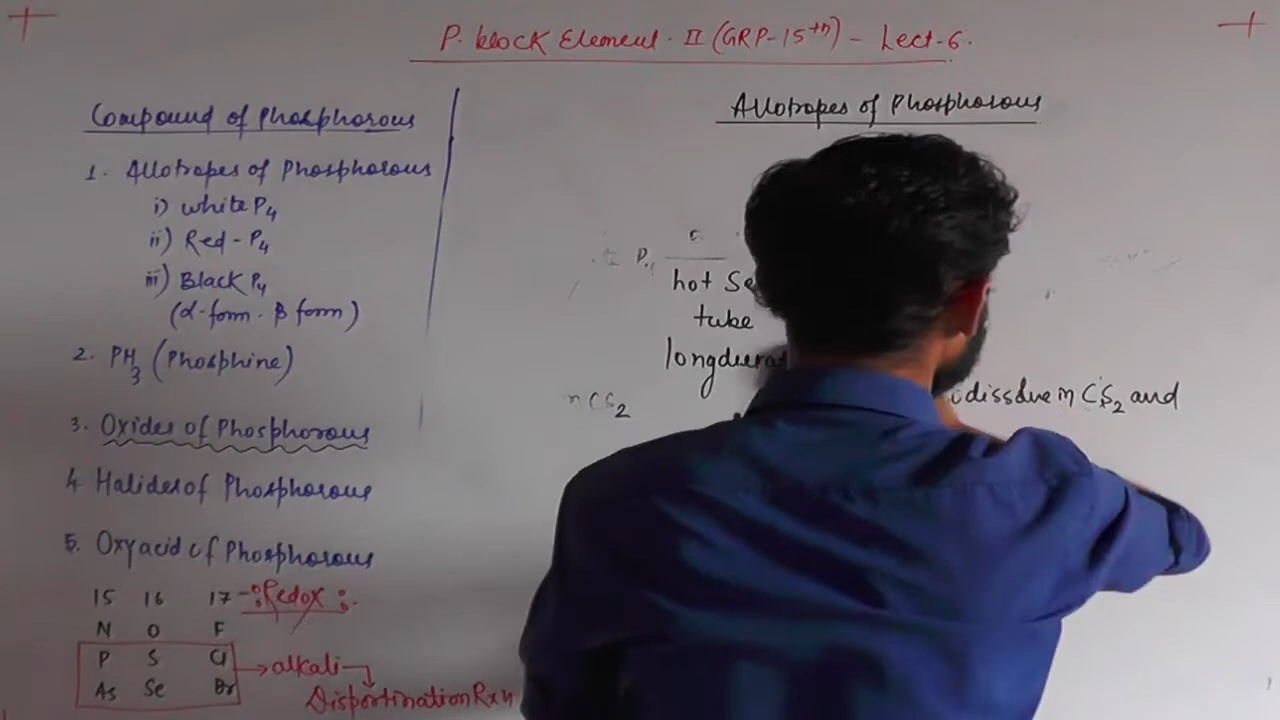 P. block Element. II (GRP-15th) - Lect-6.
Compound of Phosphorous
1. Allotropes of Phosphorous
i) white P4
ii) Red - P4
iii) Black P4
(α-form - β form)
2. PH3 (Phosphine)
3. Oxides of Phosphorous
4 Halides of Phosphorous
5. Oxyacid of Phosphorous
15 16 17 -: Redox :-
N O F
P S Cl → alkali
As Se Br Disportination Rxn
Allotropes of Phosphorous
hot Se
tube
long
CS2
dissolve in CS2 and